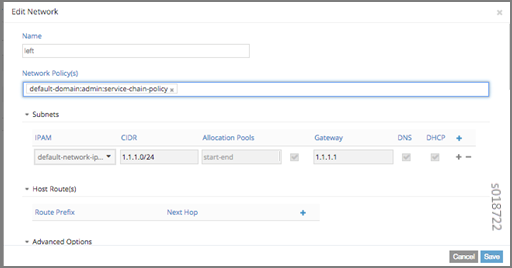 Edit Network ×
Name
left
Network Policy(s)
default-domain:admin:service-chain-policy ×
Subnets
IPAM CIDR Allocation Pools Gateway DNS DHCP +
default-network-ip... 1.1.1.0/24 start-end 1.1.1.1 + −
Host Route(s)
Route Prefix Next Hop +
Advanced Options
Cancel Save
s018722